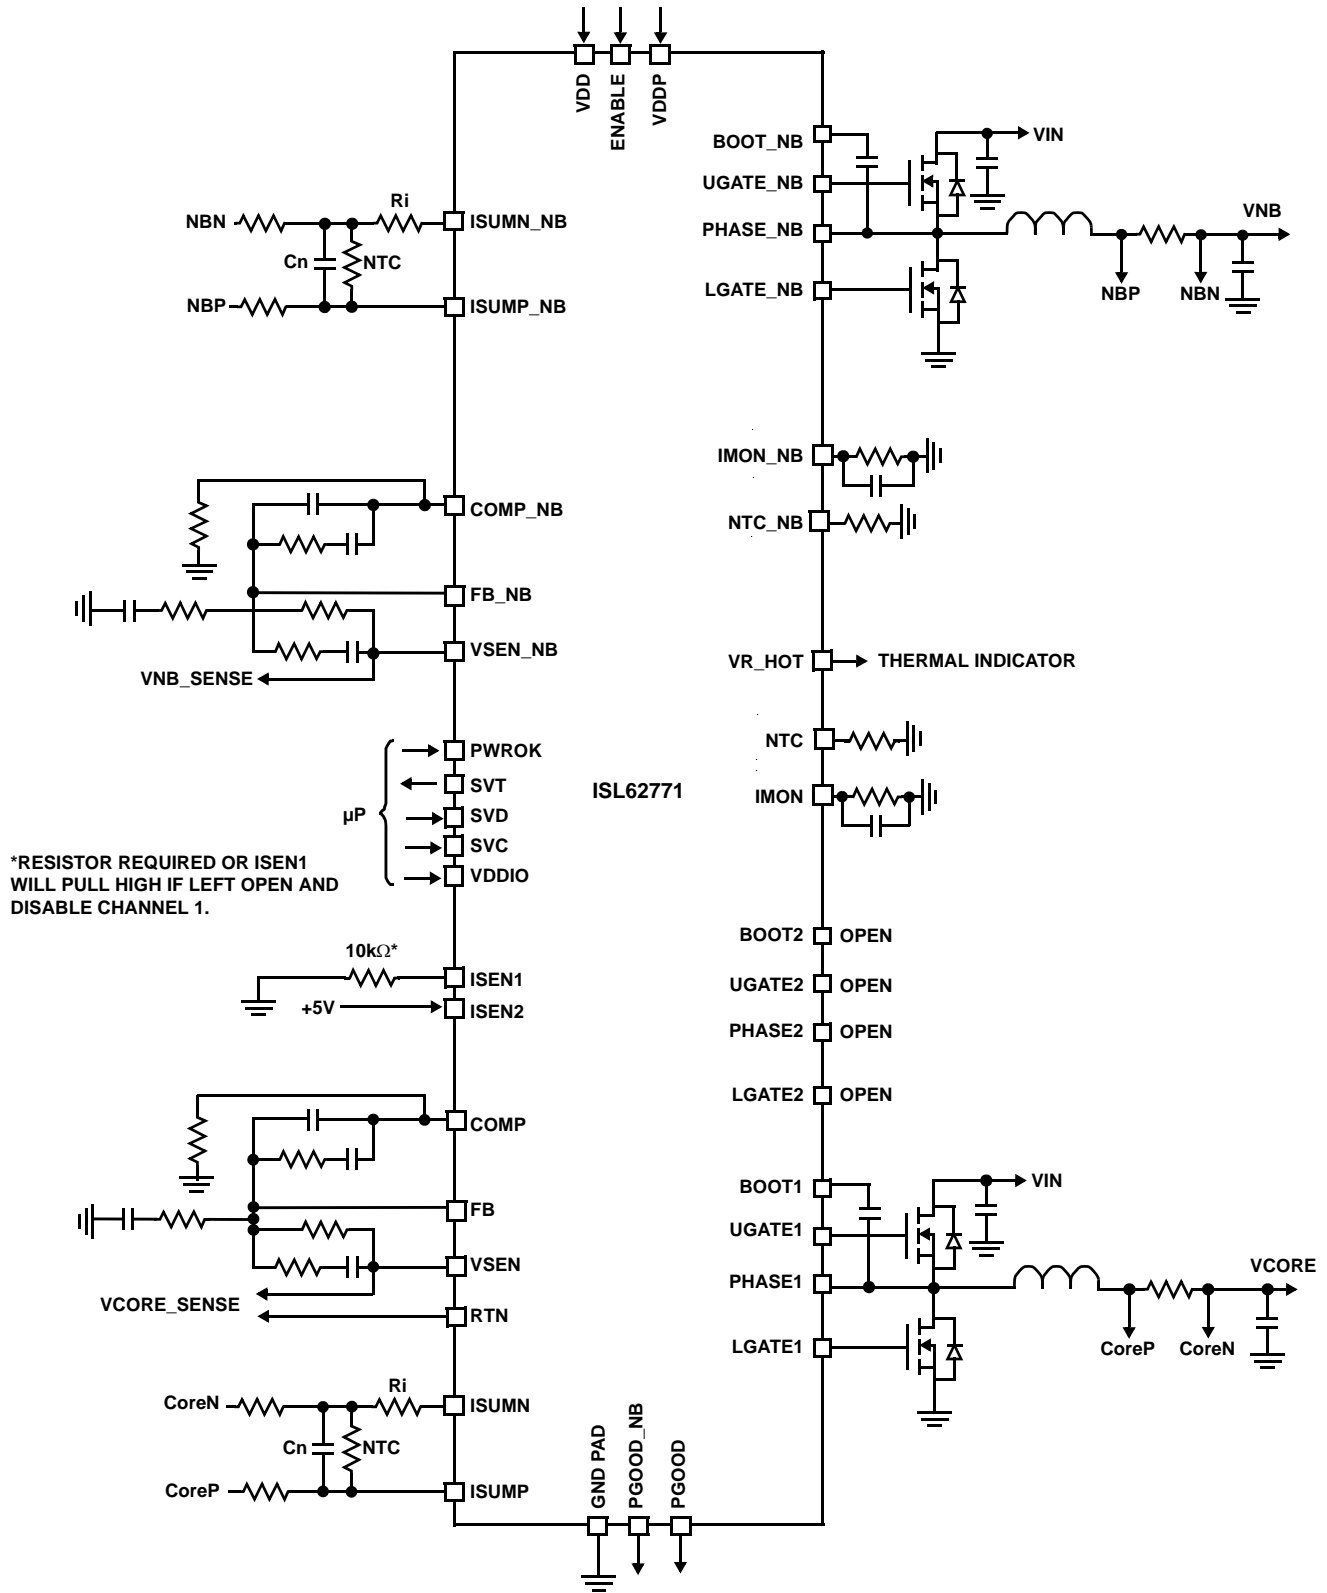 VDD
ENABLE
VDDP
BOOT_NB
VIN
UGATE_NB
PHASE_NB
VNB
LGATE_NB
NBP
NBN
NBN
Ri
ISUMN_NB
Cn
NTC
NBP
ISUMP_NB
IMON_NB
COMP_NB
NTC_NB
FB_NB
VSEN_NB
VNB_SENSE
VR_HOT
THERMAL INDICATOR
PWROK
SVT
SVD
SVC
VDDIO
µP
ISL62771
NTC
IMON
*RESISTOR REQUIRED OR ISEN1
WILL PULL HIGH IF LEFT OPEN AND
DISABLE CHANNEL 1.
10kΩ*
ISEN1
+5V
ISEN2
BOOT2
OPEN
UGATE2
OPEN
PHASE2
OPEN
LGATE2
OPEN
COMP
FB
VSEN
VCORE_SENSE
RTN
BOOT1
VIN
UGATE1
PHASE1
VCORE
LGATE1
CoreP
CoreN
CoreN
Ri
ISUMN
Cn
NTC
CoreP
ISUMP
GND PAD
PGOOD_NB
PGOOD